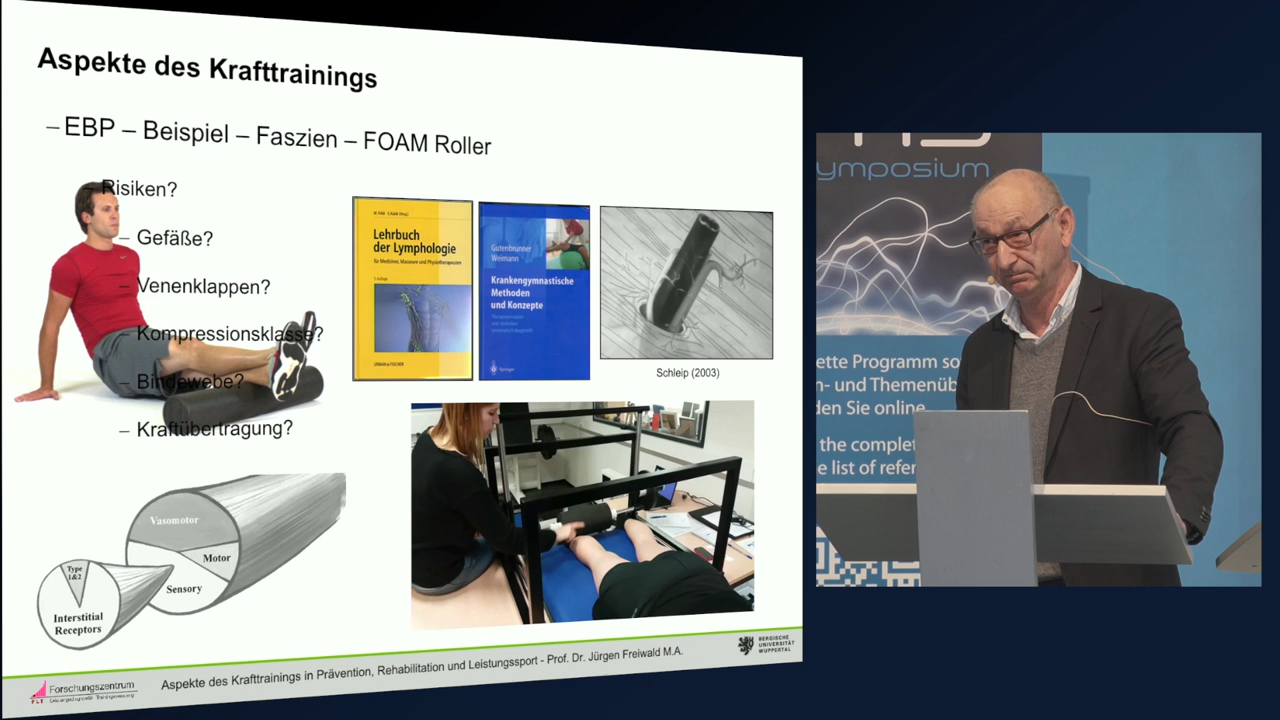 Aspekte des Krafttrainings
– EBP – Beispiel – Faszien – FOAM Roller
– Risiken?
– Gefäße?
– Venenklappen?
– Kompressionsklasse?
– Bindewebe?
– Kraftübertragung?
Lehrbuch
der Lymphologie
für Mediziner, Masseure und Physiotherapeuten
URBAN & FISCHER
Gutenbrunner
Weimann
Krankengymnastische
Methoden
und Konzepte
Springer
Schleip (2003)
Vasomotor
Motor
Sensory
Type
1&2
Interstitial
Receptors
Forschungszentrum
FLT
Aspekte des Krafttrainings in Prävention, Rehabilitation und Leistungssport - Prof. Dr. Jürgen Freiwald M.A.
BERGISCHE
UNIVERSITÄT
WUPPERTAL
ymposium
ette Programm so
n- und Themenüb
den Sie online
the complet
e list of refer